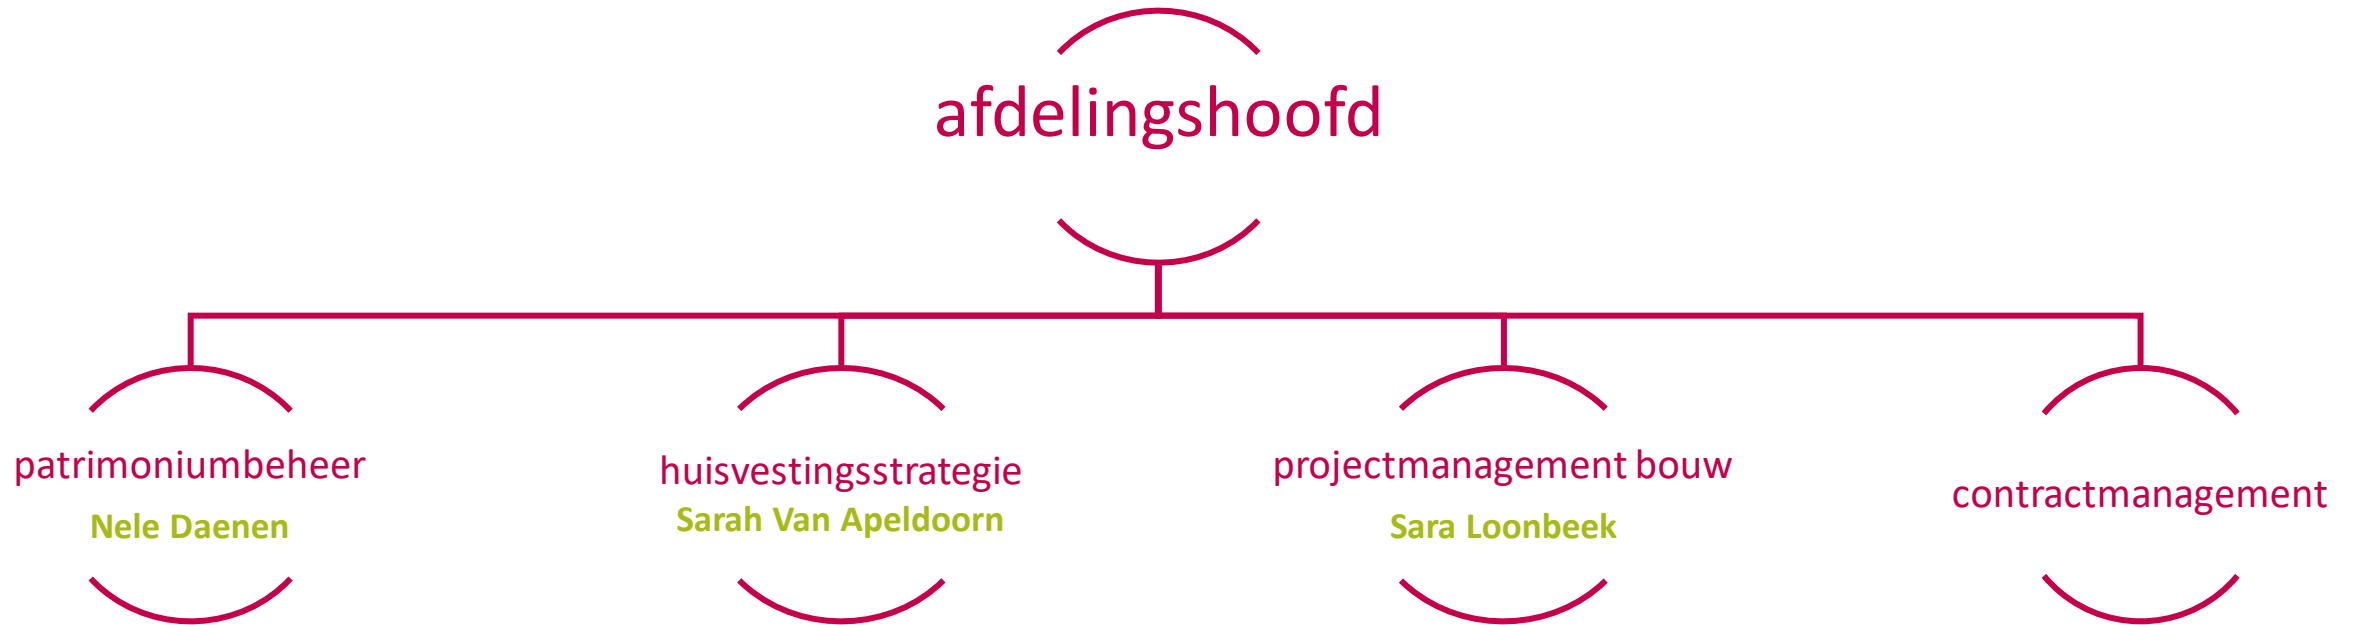 afdelingshoofd
patrimoniumbeheer
Nele Daenen
huisvestingsstrategie
Sarah Van Apeldoorn
projectmanagement bouw
Sara Loonbeek
contractmanagement